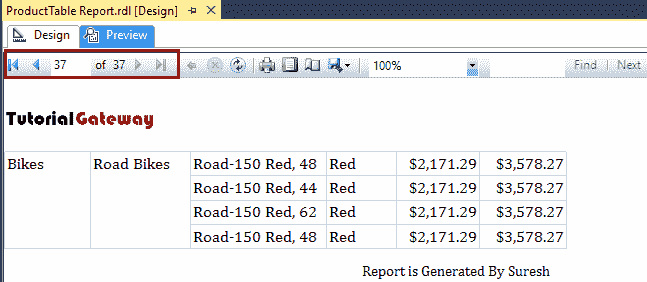 ProductTable Report.rdl [Design]
Design Preview
37 of 37 100% Find Next
Tutorial Gateway
Bikes Road Bikes Road-150 Red, 48 Red $2,171.29 $3,578.27
Road-150 Red, 44 Red $2,171.29 $3,578.27
Road-150 Red, 62 Red $2,171.29 $3,578.27
Road-150 Red, 48 Red $2,171.29 $3,578.27
Report is Generated By Suresh